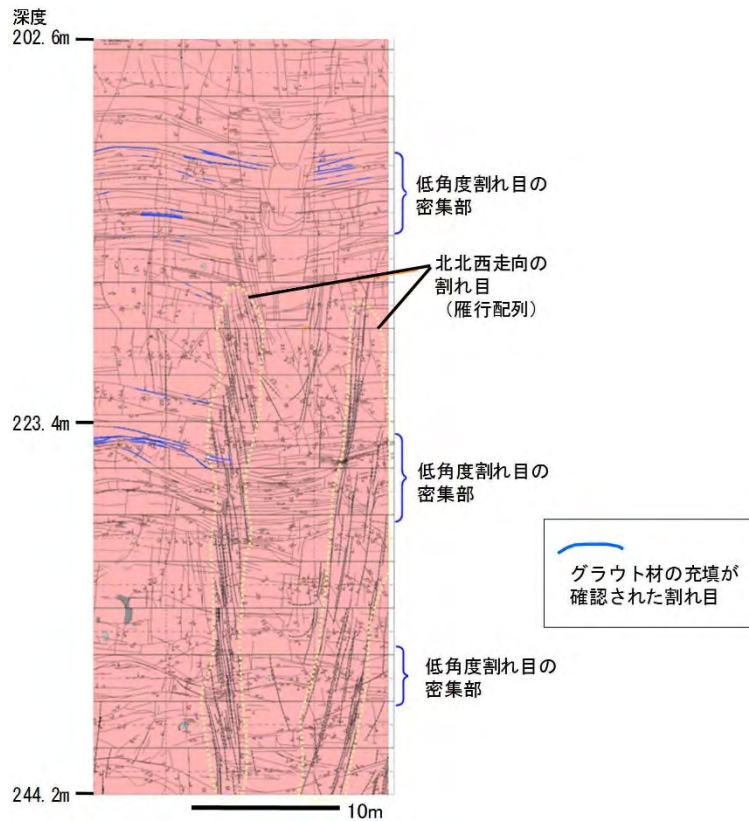 深度
202.6m
低角度割れ目の
密集部
北北西走向の
割れ目
(雁行配列)
223.4m
低角度割れ目の
密集部
グラウト材の充填が
確認された割れ目
低角度割れ目の
密集部
244.2m
10m